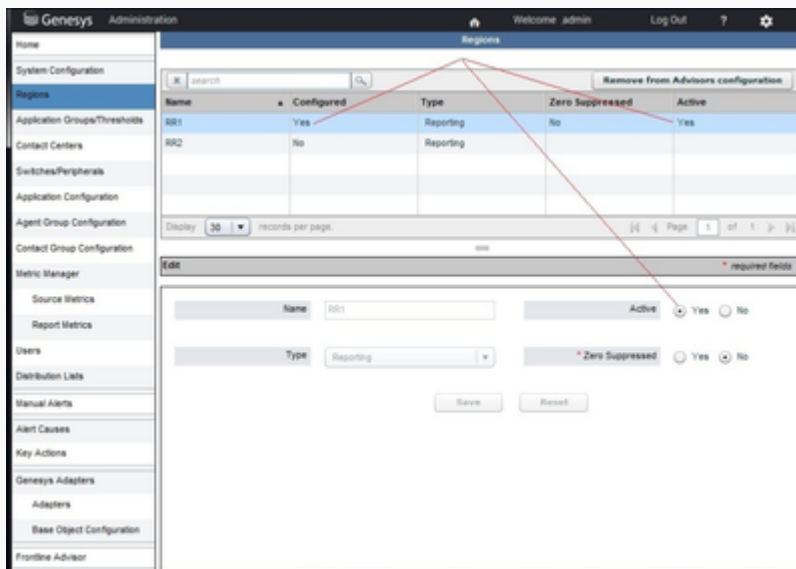 Genesys Administration Welcome admin Log Out ?
Regions
Home
System Configuration
Regions
Application Groups/Thresholds
Contact Centers
Switches/Peripherals
Application Configuration
Agent Group Configuration
Contact Group Configuration
Metric Manager
Source Metrics
Report Metrics
Users
Distribution Lists
Manual Alerts
Alert Causes
Key Actions
Genesys Adapters
Adapters
Base Object Configuration
Frontline Advisor
x search Remove from Advisors configuration
Name Configured Type Zero Suppressed Active
RR1 Yes Reporting No Yes
RR2 No Reporting
Display 30 records per page. Page 1 of 1
Edit * required fields
Name RR1 Active Yes No
Type Reporting * Zero Suppressed Yes No
Save Reset